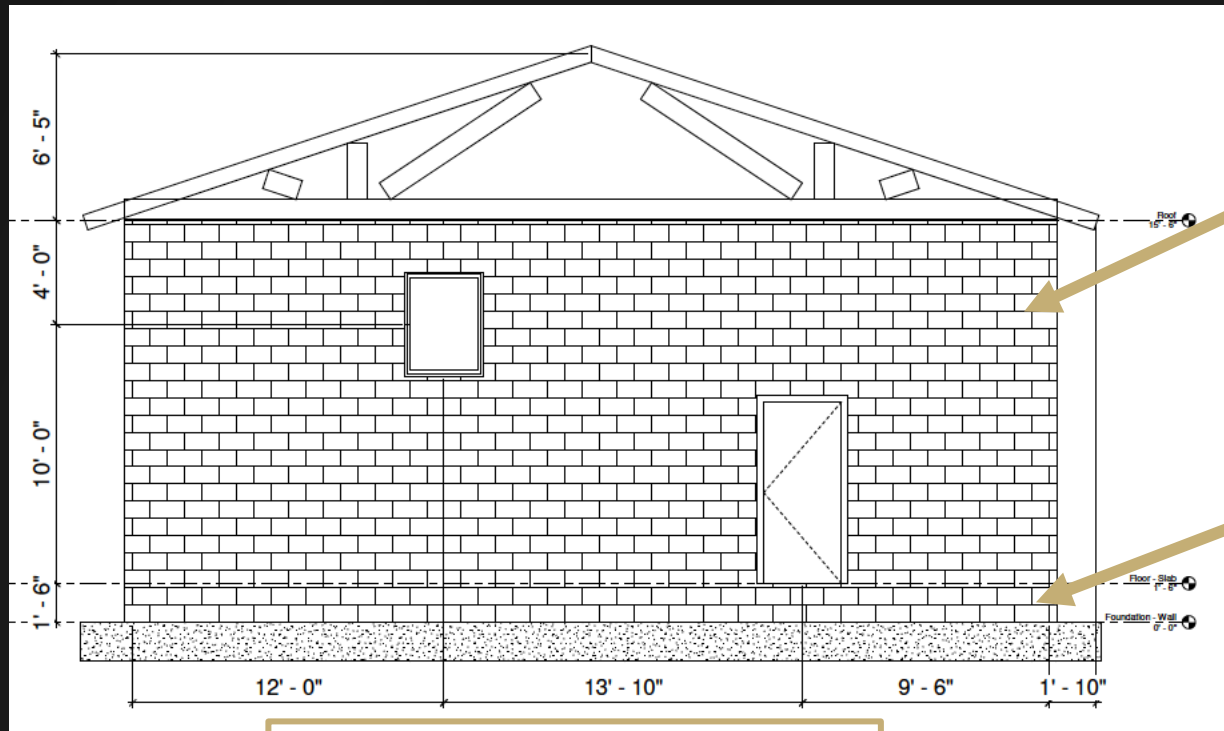 6' - 5"
Roof
15' - 6"
4' - 0"
10' - 0"
Floor - Slab
1' - 6"
1' - 6"
Foundation - Wall
0' - 0"
12' - 0"
13' - 10"
9' - 6"
1' - 10"